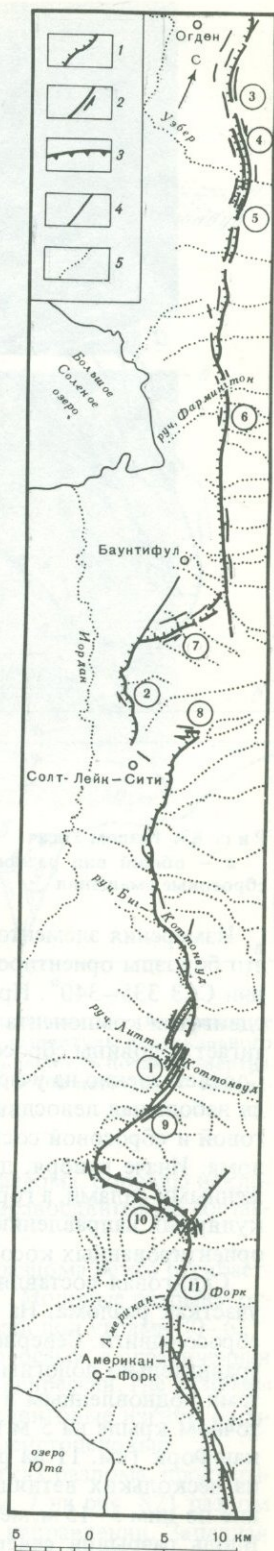 Огден
С
1
2
3
4
5
Уэбер
3
4
5
Большое
Соленое
озеро
руч. Фармингтон
6
Баунтифул
Иордан
7
2
8
Солт-Лейк-Сити
руч. Биг
Коттонвуд
руч. Литтл
Коттонвуд
1
9
10
11
Американ
Форк
Американ-
Форк
озеро
Юта
5 0 5 10 км